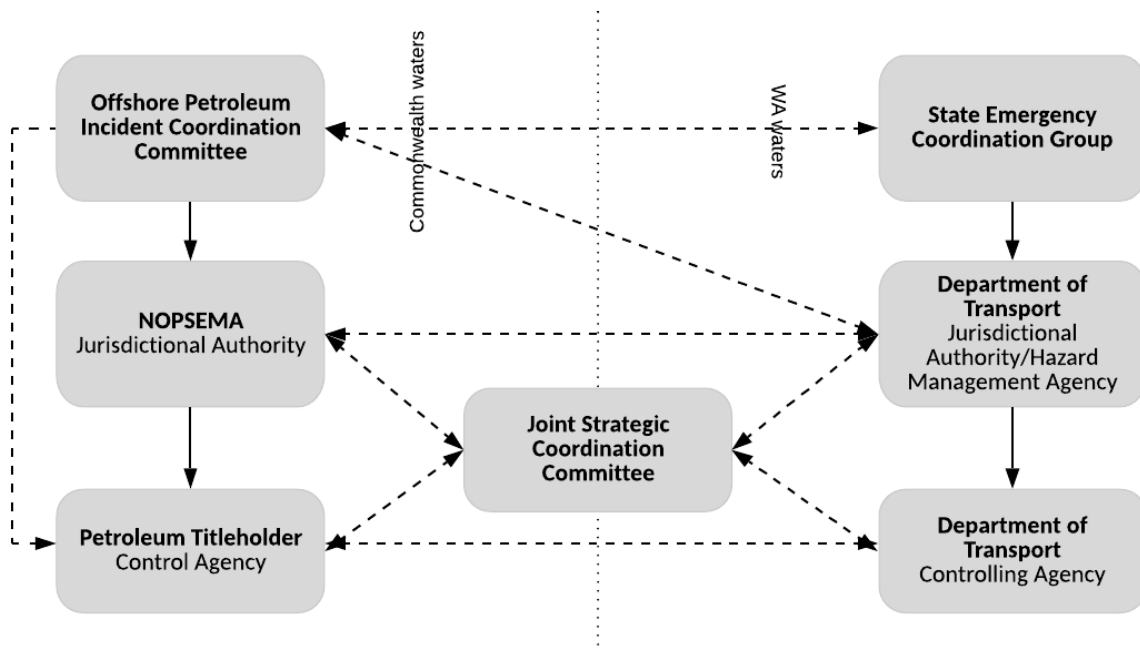 Offshore Petroleum
Incident Coordination
Committee
Commonwealth waters
WA waters
State Emergency
Coordination Group
NOPSEMA
Jurisdictional Authority
Department of
Transport
Jurisdictional
Authority/Hazard
Management Agency
Joint Strategic
Coordination
Committee
Petroleum Titleholder
Control Agency
Department of
Transport
Controlling Agency